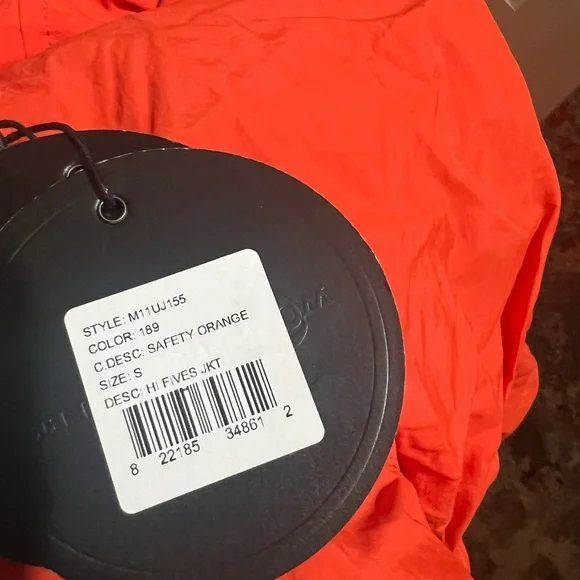 STYLE: M11UJ155
COLOR: 189
C.DESC: SAFETY ORANGE
SIZE: S
DESC: HI FIVES JKT
8 22185 34861 2